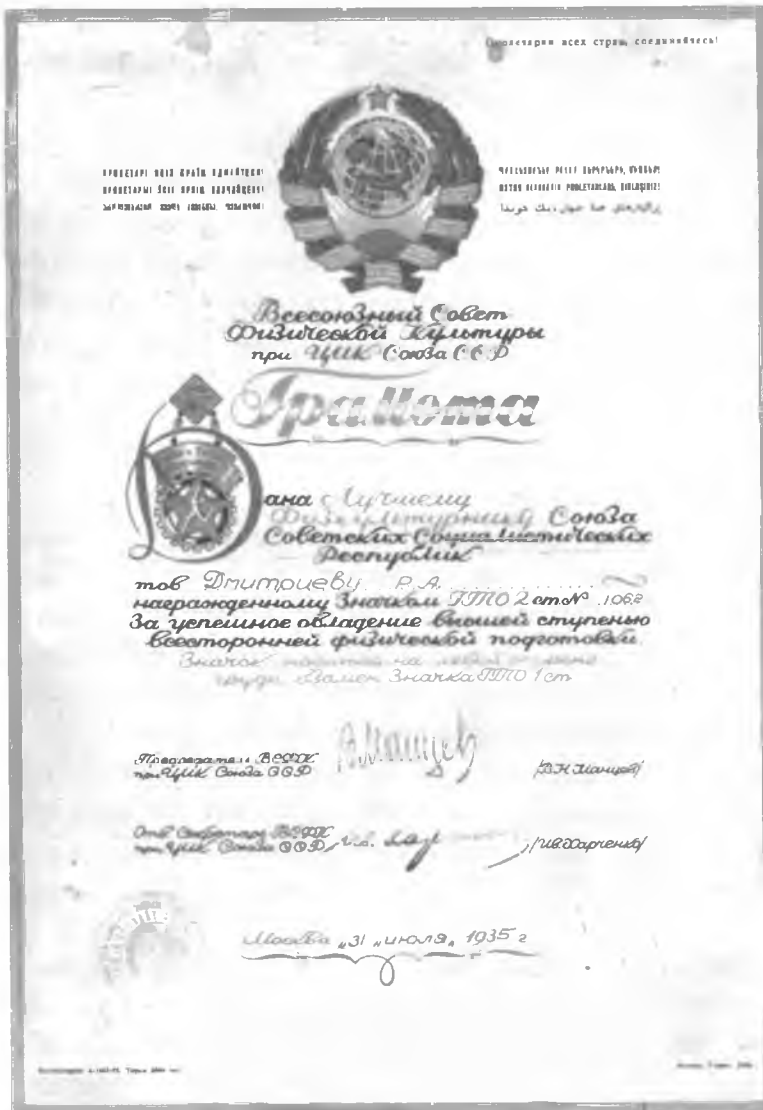 Пролетарии всех стран, соединяйтесь!
Всесоюзный Совет
Физической Культуры
при ЦИК Союза ССР
Грамота
Дана Лучшему
Физкультурнику Союза
Советских Социалистических
Республик
тов Дмитриеву Р.А.
награжденному Значком ГТО 2 ст № 1062
За успешное овладение высшей ступенью
всесторонней физической подготовки.
Значок носится на левой стороне
груди взамен Значка ГТО 1 ст
Председатель ВСФК
при ЦИК Союза ССР
/В.Н. Манцев/
Отв Секретарь ВСФК
при ЦИК Союза ССР
/И.В. Харченко/
Москва „31 „июля„ 1935 г